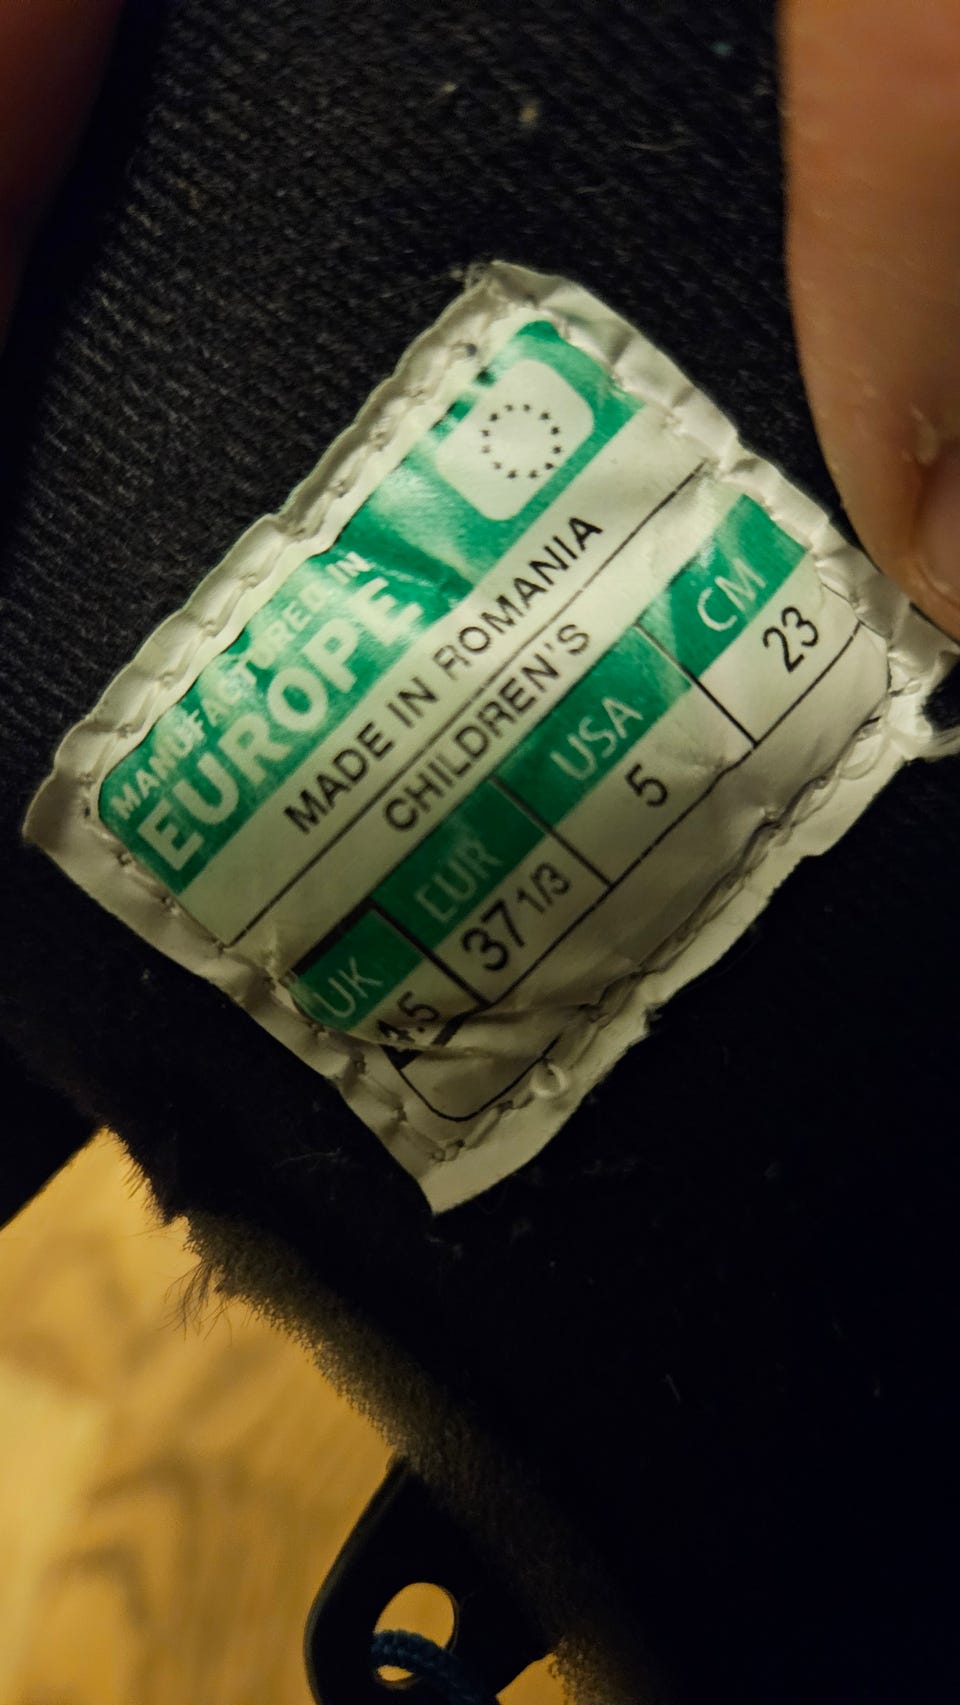 MANUFACTURED IN
EUROPE
MADE IN ROMANIA
CHILDREN'S
UK EUR USA CM
4.5 37 1/3 5 23